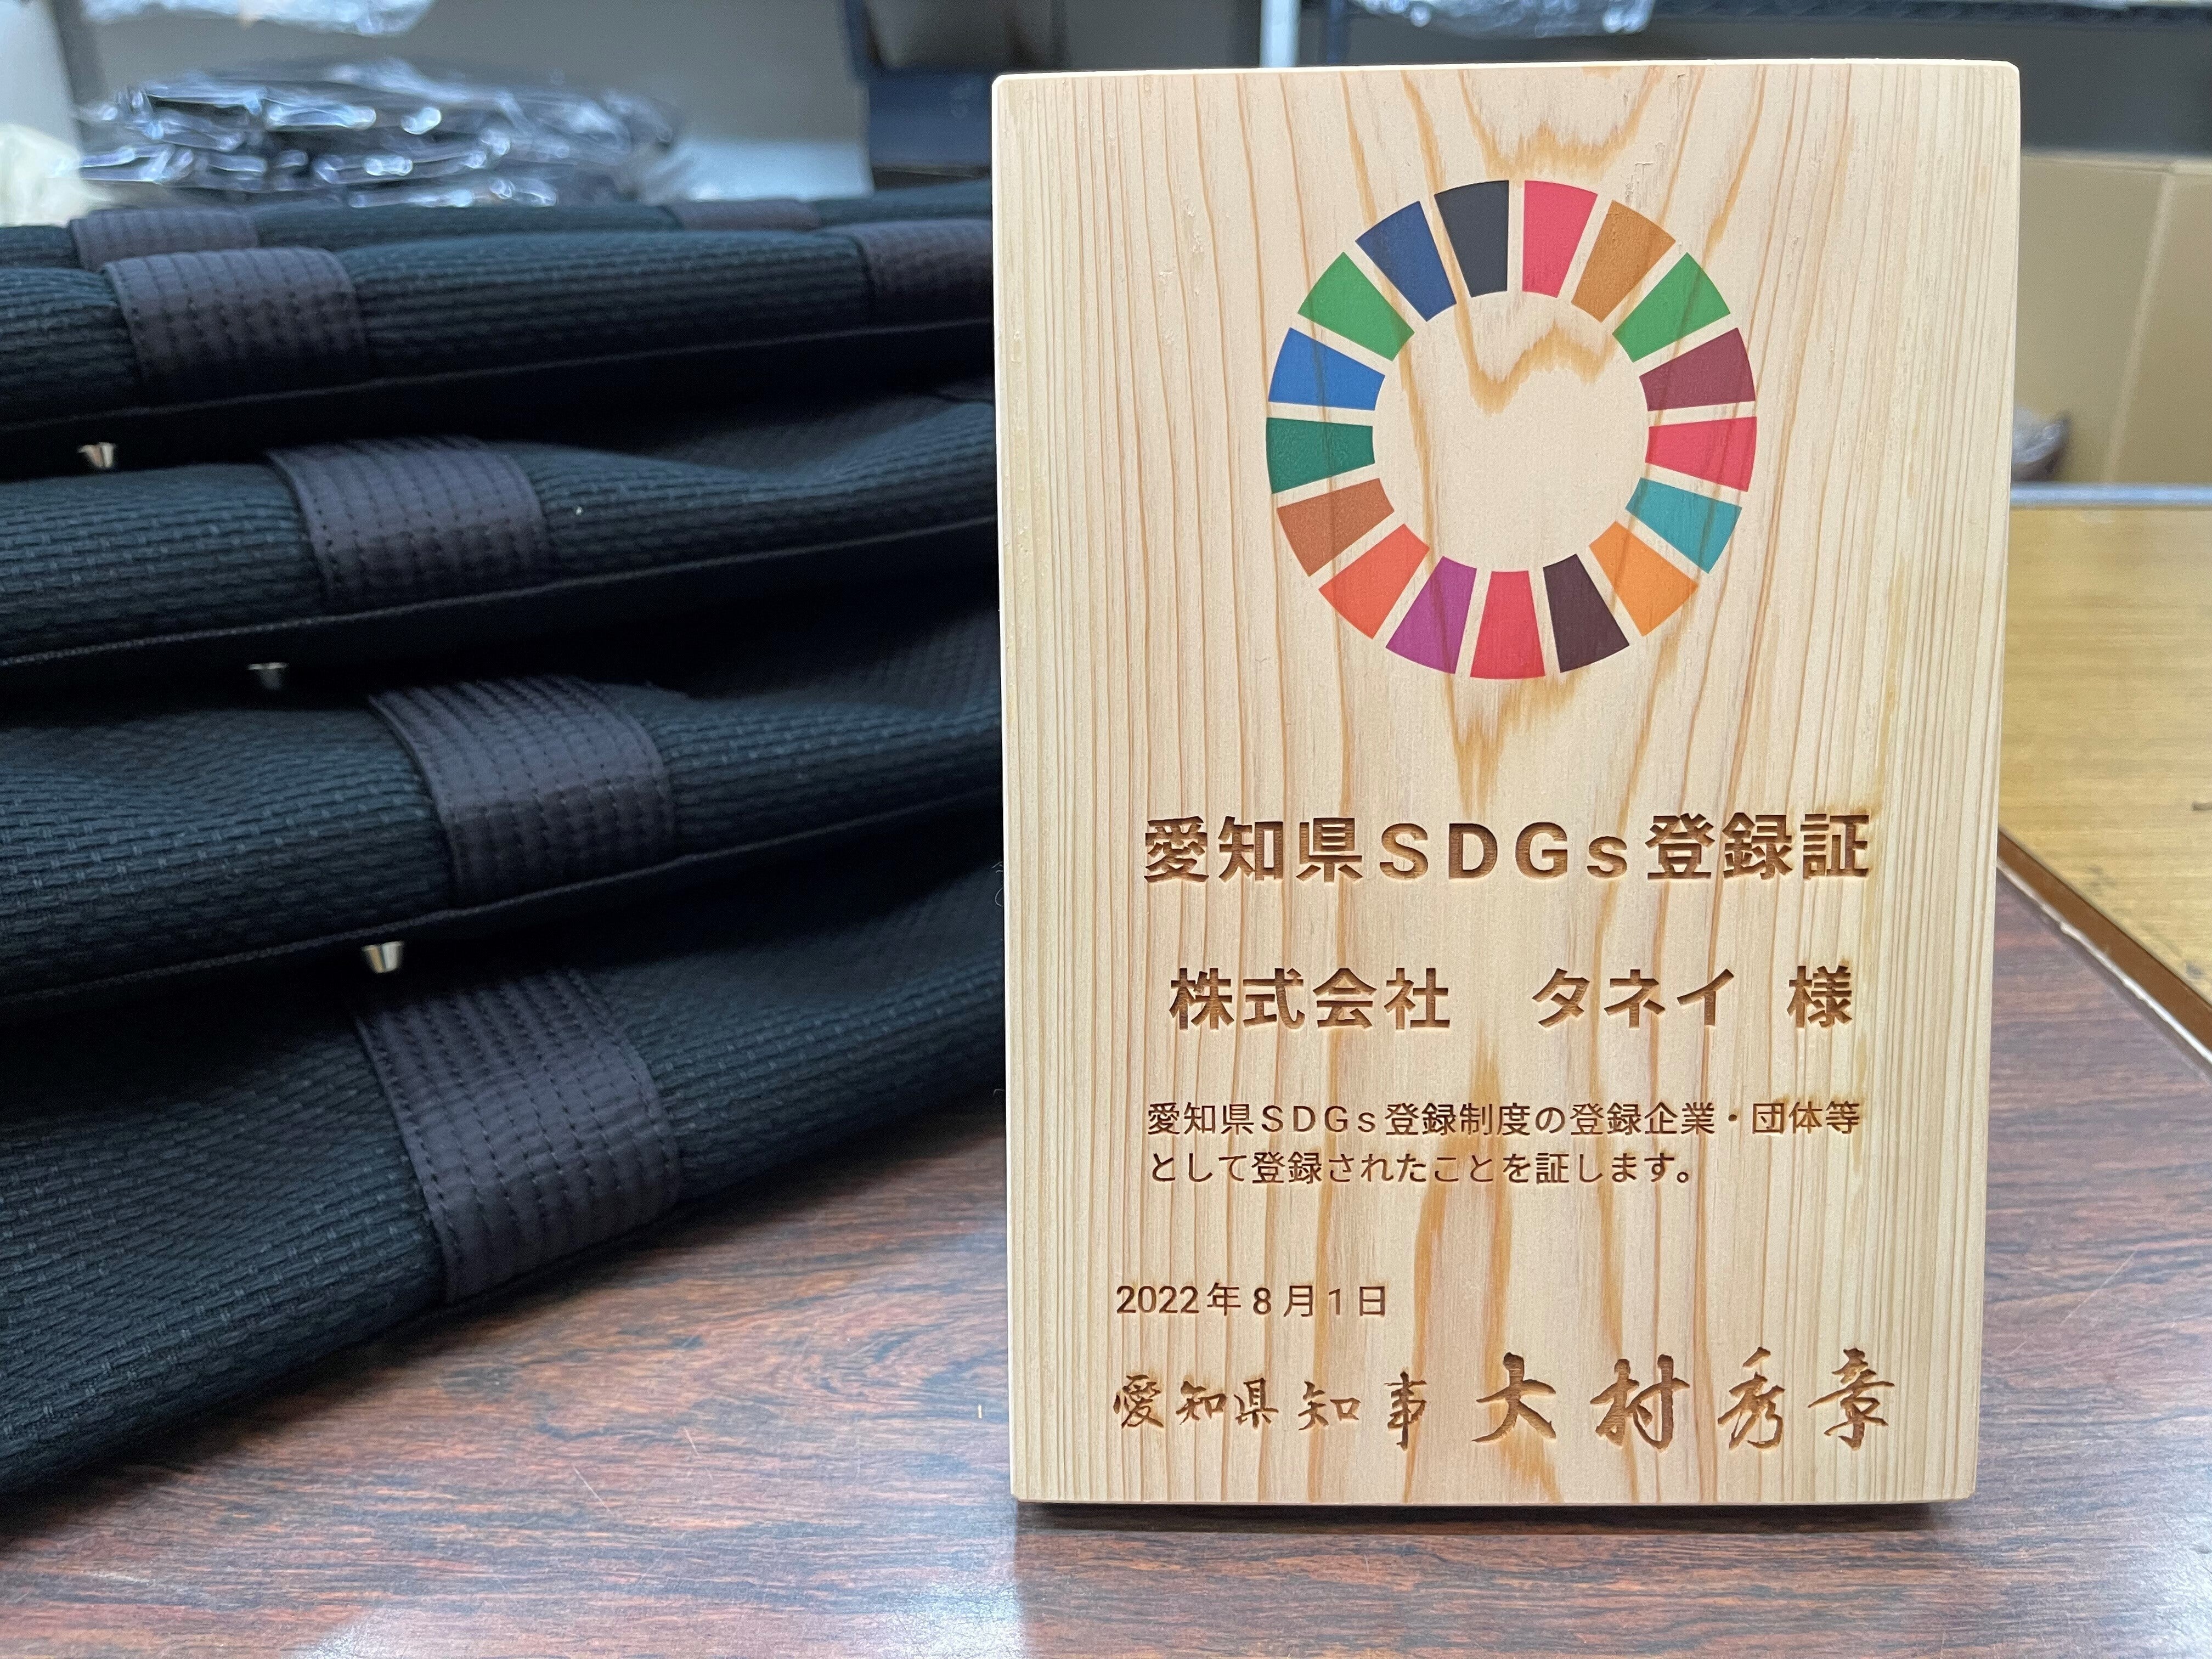 愛知県SDGs登録証
株式会社　タネイ 様
愛知県SDGs登録制度の登録企業・団体等
として登録されたことを証します。
2022年8月1日
愛知県知事 大村秀章